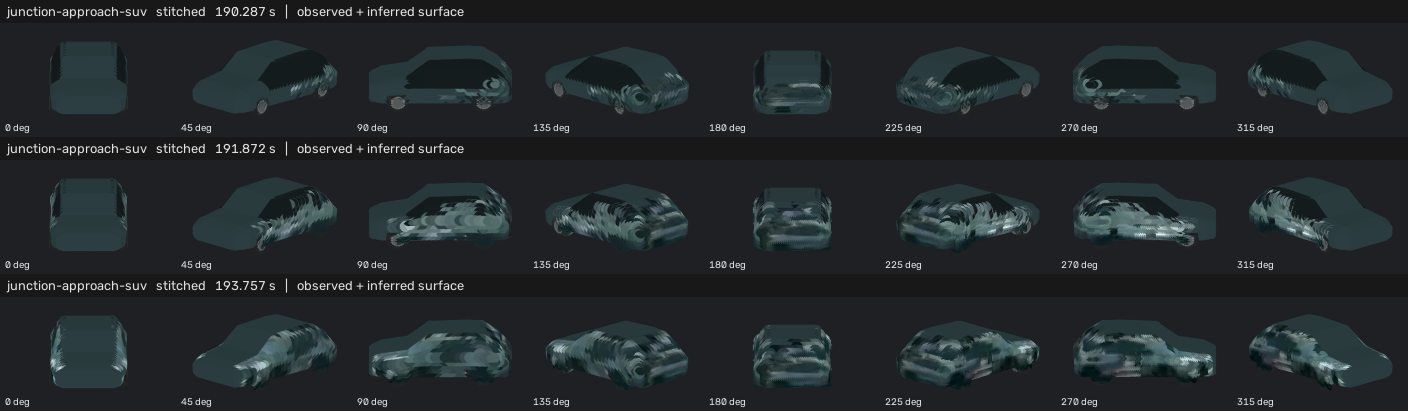 junction-approach-suv stitched 190.287 s | observed + inferred surface
0 deg 45 deg 90 deg 135 deg 180 deg 225 deg 270 deg 315 deg
junction-approach-suv stitched 191.872 s | observed + inferred surface
0 deg 45 deg 90 deg 135 deg 180 deg 225 deg 270 deg 315 deg
junction-approach-suv stitched 193.757 s | observed + inferred surface
0 deg 45 deg 90 deg 135 deg 180 deg 225 deg 270 deg 315 deg